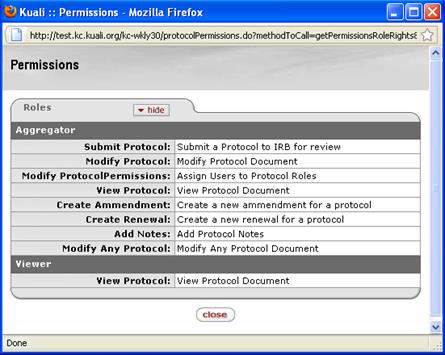 Kuali :: Permissions - Mozilla Firefox
http://test.kc.kuali.org/kc-wkly30/protocolPermissions.do?methodToCall=getPermissionsRoleRights&
Permissions
Roles
hide
Aggregator
Submit Protocol: Submit a Protocol to IRB for review
Modify Protocol: Modify Protocol Document
Modify ProtocolPermissions: Assign Users to Protocol Roles
View Protocol: View Protocol Document
Create Ammendment: Create a new ammendment for a protocol
Create Renewal: Create a new renewal for a protocol
Add Notes: Add Protocol Notes
Modify Any Protocol: Modify Any Protocol Document
Viewer
View Protocol: View Protocol Document
close
Done